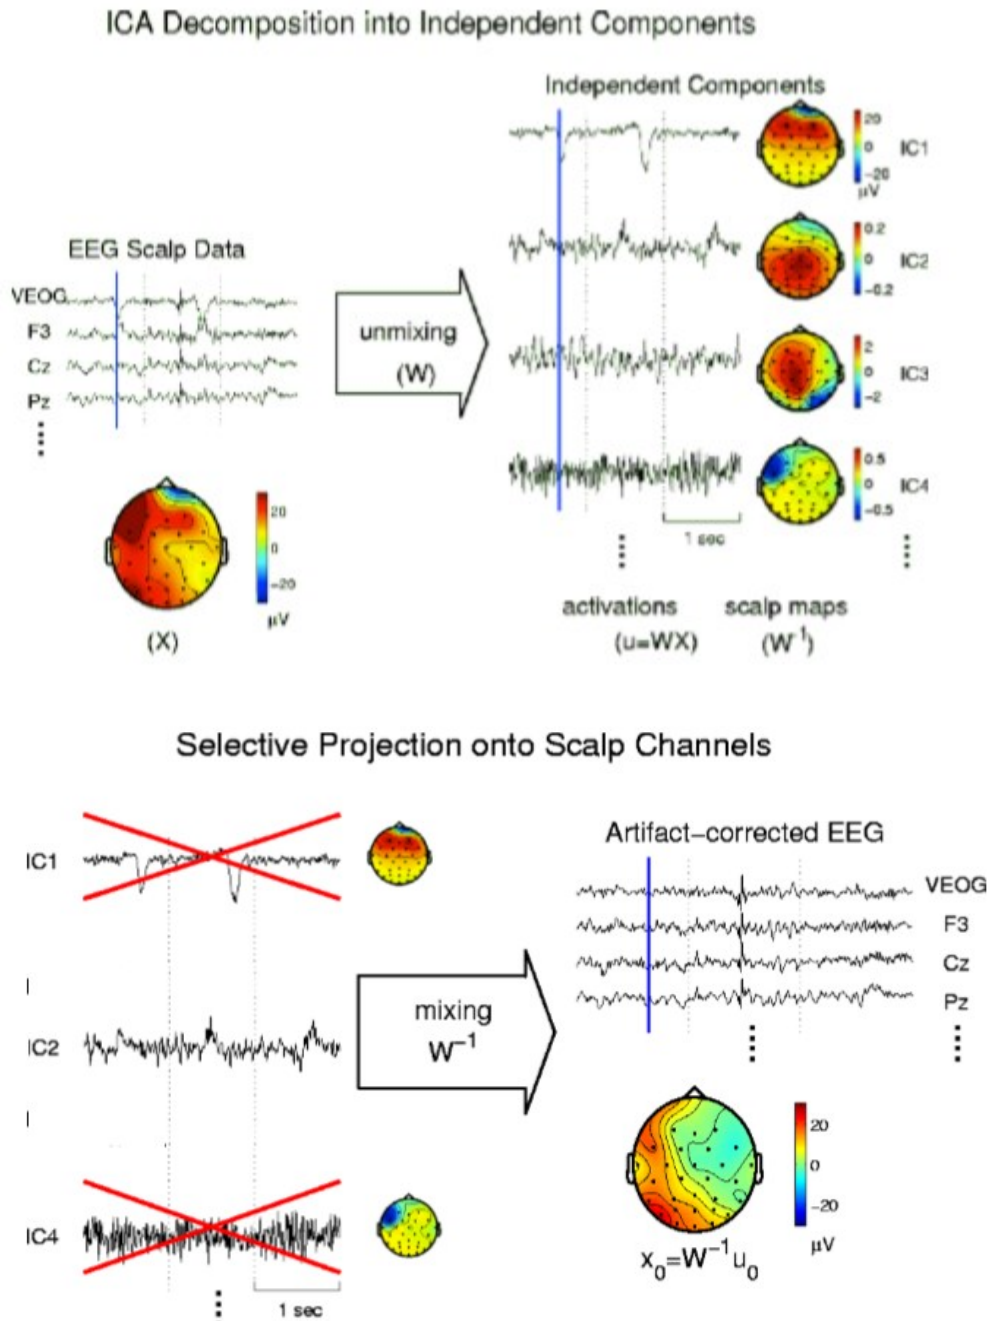 ICA Decomposition into Independent Components
Independent Components
20
0
-20
μV
IC1
EEG Scalp Data
VEOG
F3
Cz
Pz
unmixing
(W)
0.2
0
-0.2
IC2
2
0
-2
IC3
0.5
0
-0.5
IC4
1 sec
20
0
-20
μV
(X)
activations
(u=WX)
scalp maps
(W⁻¹)
Selective Projection onto Scalp Channels
IC1
IC2
IC4
1 sec
mixing
W⁻¹
Artifact-corrected EEG
VEOG
F3
Cz
Pz
20
0
-20
μV
x₀=W⁻¹u₀